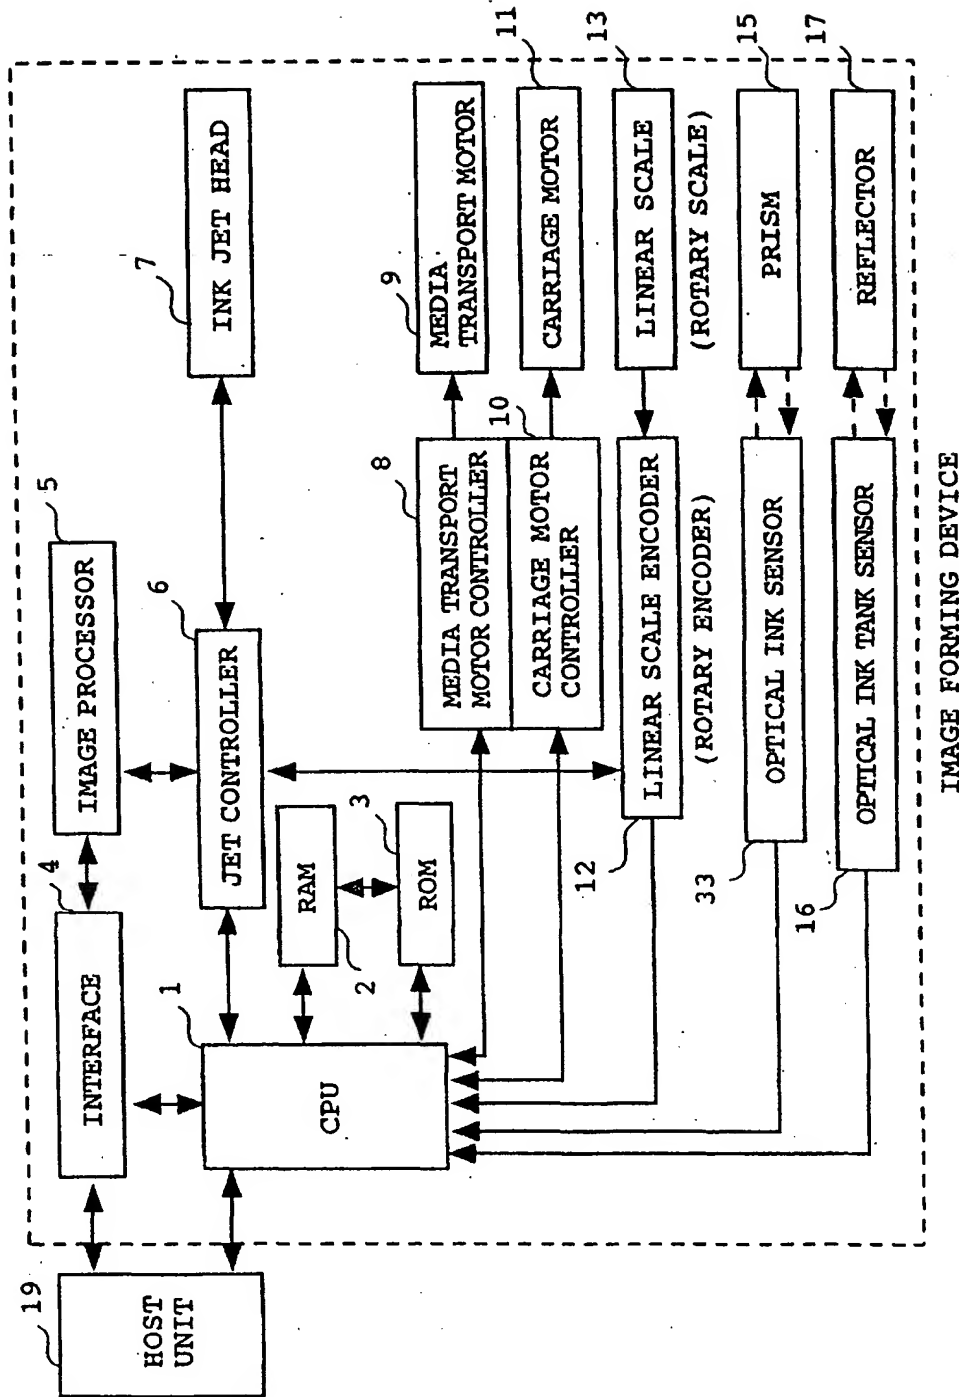 19
HOST
UNIT
4
INTERFACE
5
IMAGE PROCESSOR
1
CPU
6
JET CONTROLLER
7
INK JET HEAD
RAM
2
3
ROM
8
MEDIA TRANSPORT
MOTOR CONTROLLER
9
MEDIA
TRANSPORT MOTOR
10
CARRIAGE MOTOR
CONTROLLER
11
CARRIAGE MOTOR
12
LINEAR SCALE ENCODER
(ROTARY ENCODER)
13
LINEAR SCALE
(ROTARY SCALE)
33
OPTICAL INK SENSOR
15
PRISM
16
OPTICAL INK TANK SENSOR
17
REFLECTOR
IMAGE FORMING DEVICE